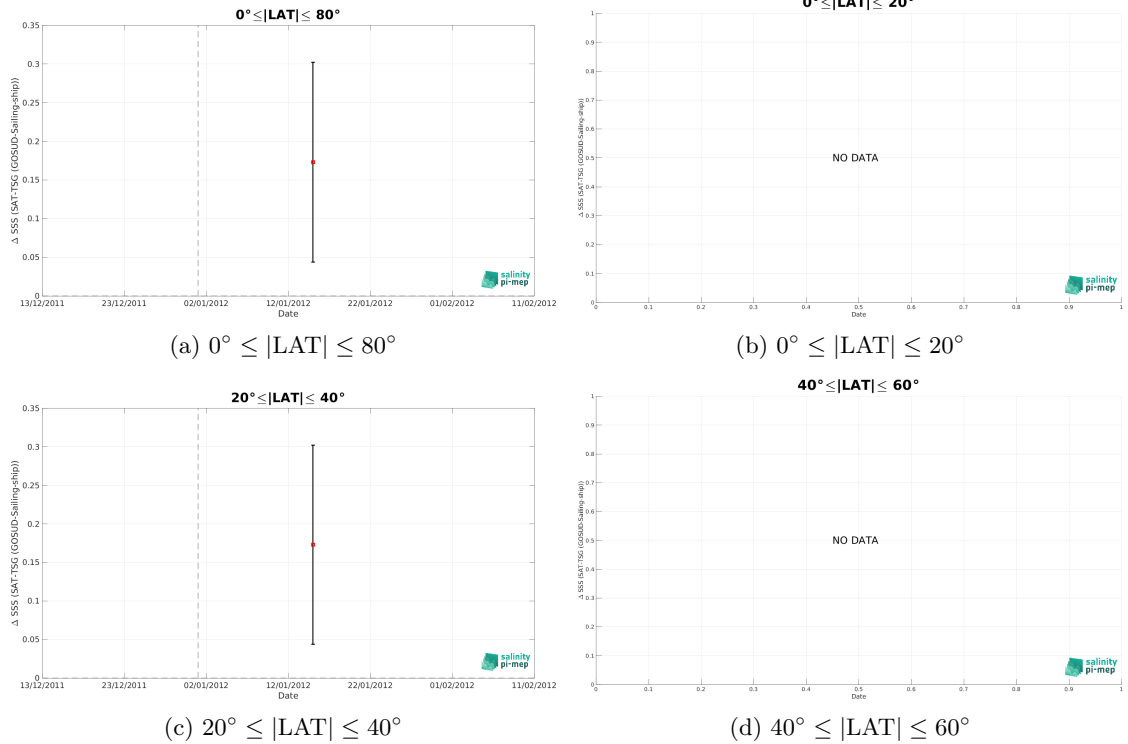 0°≤|LAT|≤ 80°
0.35
0.3
0.25
0.2
0.15
0.1
0.05
0
Δ SSS (SAT-TSG (GOSUD-Sailing-ship))
13/12/2011 23/12/2011 02/01/2012 12/01/2012 22/01/2012 01/02/2012 11/02/2012
Date
salinity
pi-mep
(a) 0° ≤ |LAT| ≤ 80°
0°≤|LAT|≤ 20°
1
0.9
0.8
0.7
0.6
0.5
0.4
0.3
0.2
0.1
0
Δ SSS (SAT-TSG (GOSUD-Sailing-ship))
NO DATA
0 0.1 0.2 0.3 0.4 0.5 0.6 0.7 0.8 0.9 1
Date
salinity
pi-mep
(b) 0° ≤ |LAT| ≤ 20°
20°≤|LAT|≤ 40°
0.35
0.3
0.25
0.2
0.15
0.1
0.05
0
Δ SSS (SAT-TSG (GOSUD-Sailing-ship))
13/12/2011 23/12/2011 02/01/2012 12/01/2012 22/01/2012 01/02/2012 11/02/2012
Date
salinity
pi-mep
(c) 20° ≤ |LAT| ≤ 40°
40°≤|LAT|≤ 60°
1
0.9
0.8
0.7
0.6
0.5
0.4
0.3
0.2
0.1
0
Δ SSS (SAT-TSG (GOSUD-Sailing-ship))
NO DATA
0 0.1 0.2 0.3 0.4 0.5 0.6 0.7 0.8 0.9 1
Date
salinity
pi-mep
(d) 40° ≤ |LAT| ≤ 60°